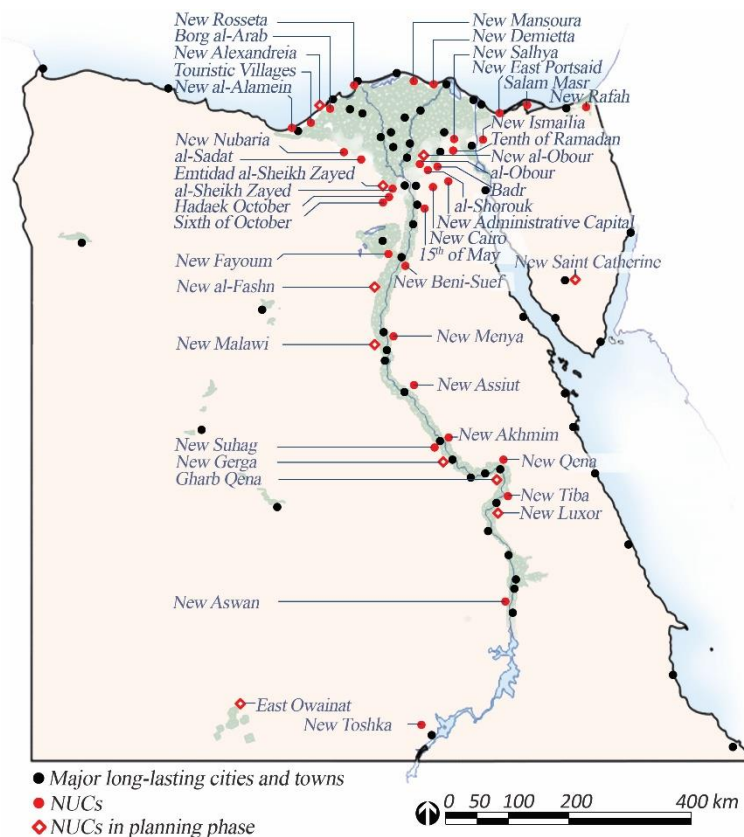 New Rosseta
Borg al-Arab
New Alexandreia
Touristic Villages
New al-Alamein
New Mansoura
New Demietta
New Salhya
New East Portsaid
Salam Masr
New Rafah
New Ismailia
Tenth of Ramadan
New al-Obour
al-Obour
Badr
al-Shorouk
New Administrative Capital
New Cairo
15th of May
New Nubaria
al-Sadat
Emtidad al-Sheikh Zayed
al-Sheikh Zayed
Hadaek October
Sixth of October
New Fayoum
New al-Fashn
New Malawi
New Saint Catherine
New Beni-Suef
New Menya
New Assiut
New Suhag
New Gerga
Gharb Qena
New Akhmim
New Qena
New Tiba
New Luxor
New Aswan
East Owainat
New Toshka
Major long-lasting cities and towns
NUCs
NUCs in planning phase
0 50 100 200 400 km